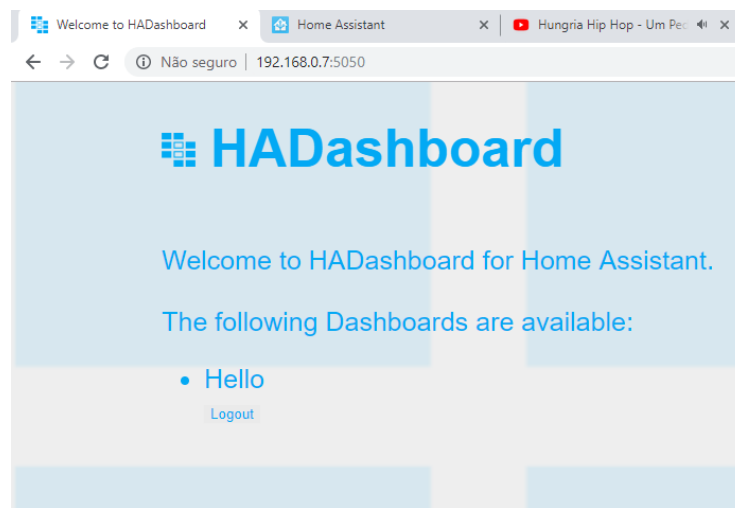 Welcome to HADashboard
Home Assistant
Hungria Hip Hop - Um Ped
Não seguro | 192.168.0.7:5050
HADashboard
Welcome to HADashboard for Home Assistant.
The following Dashboards are available:
• Hello
Logout